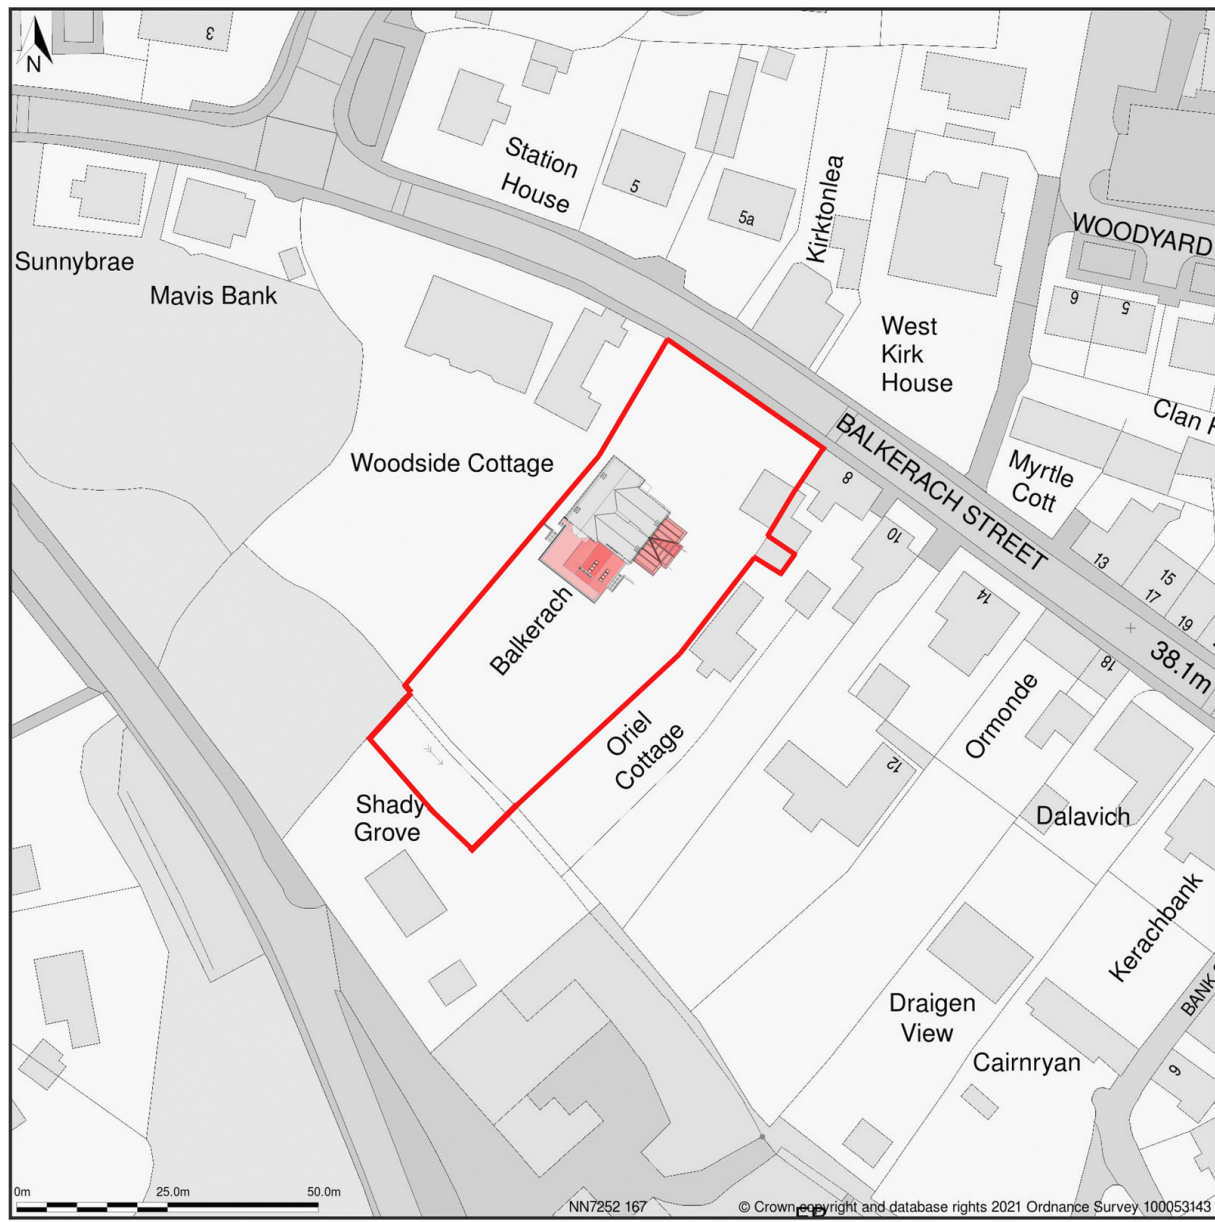 3
N
Station
House
5
5a
Kirktonlea
WOODYARD
Sunnybrae
Mavis Bank
West
Kirk
House
6
5
Clan
Woodside Cottage
BALKERACH STREET
Myrtle
Cott
8
10
13
15
17
19
14
18
38.1m
Balkerach
Oriel
Cottage
Ormonde
12
Dalavich
Shady
Grove
Kerachbank
Draigen
View
BANK
Cairnryan
9
0m 25.0m 50.0m
NN7252 167
© Crown copyright and database rights 2021 Ordnance Survey 100053143